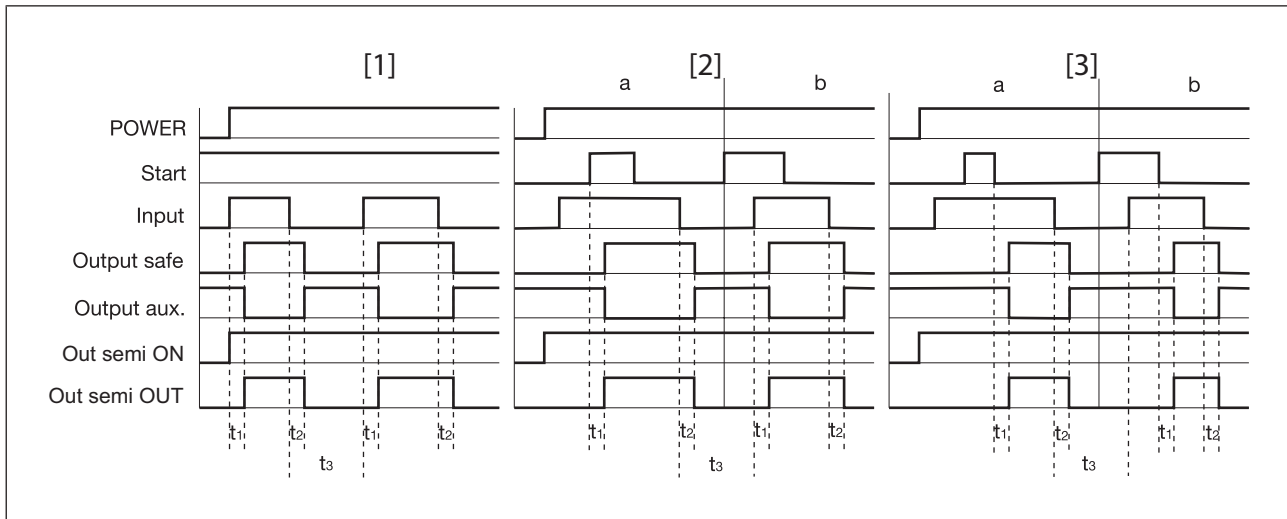 [1] [2] [3]
a b a b
POWER
Start
Input
Output safe
Output aux.
Out semi ON
Out semi OUT
t1 t2 t1 t2 t1 t2 t1 t2 t1 t2 t1 t2
t3 t3 t3